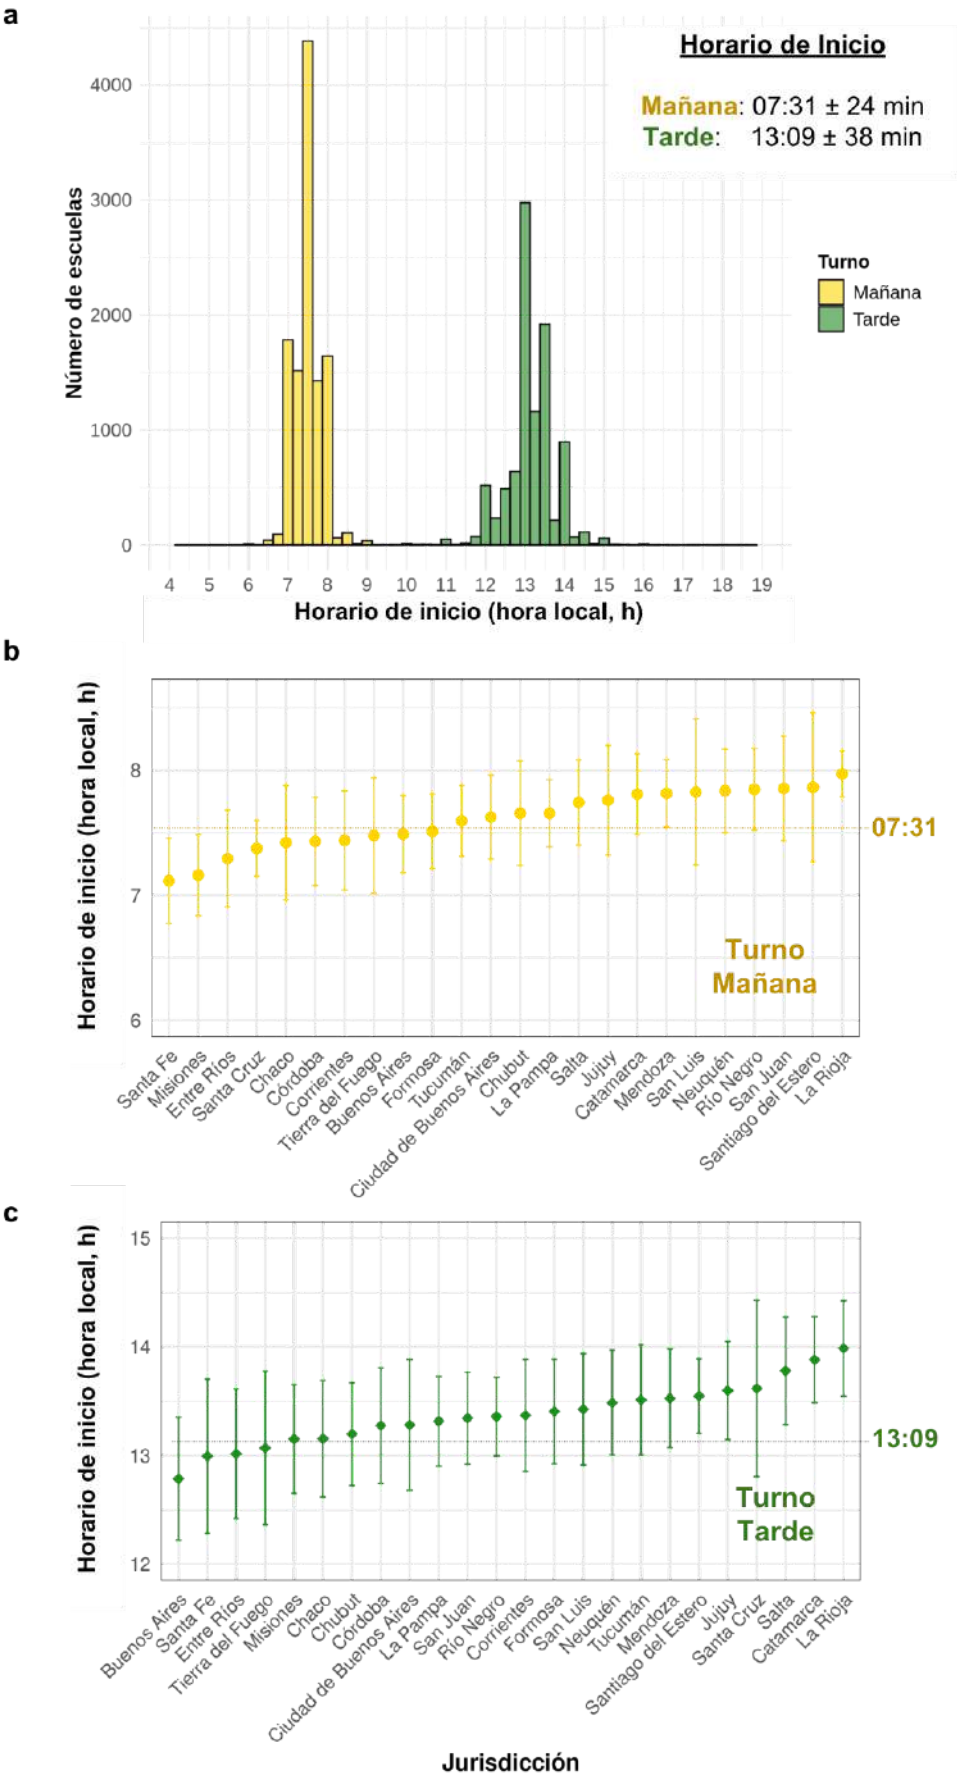 a
Horario de Inicio
Mañana: 07:31 ± 24 min
Tarde: 13:09 ± 38 min
Número de escuelas
4000
3000
2000
1000
0
Turno
Mañana
Tarde
4 5 6 7 8 9 10 11 12 13 14 15 16 17 18 19
Horario de inicio (hora local, h)
b
Horario de inicio (hora local, h)
8
7
6
07:31
Turno
Mañana
Santa Fe
Misiones
Entre Ríos
Santa Cruz
Chaco
Córdoba
Corrientes
Tierra del Fuego
Buenos Aires
Formosa
Tucumán
Ciudad de Buenos Aires
Chubut
La Pampa
Salta
Jujuy
Catamarca
Mendoza
San Luis
Neuquén
Río Negro
San Juan
Santiago del Estero
La Rioja
c
Horario de inicio (hora local, h)
15
14
13
12
13:09
Turno
Tarde
Buenos Aires
Santa Fe
Entre Ríos
Tierra del Fuego
Misiones
Chaco
Chubut
Córdoba
Ciudad de Buenos Aires
La Pampa
San Juan
Río Negro
Corrientes
Formosa
San Luis
Neuquén
Tucumán
Mendoza
Santiago del Estero
Jujuy
Santa Cruz
Salta
Catamarca
La Rioja
Jurisdicción